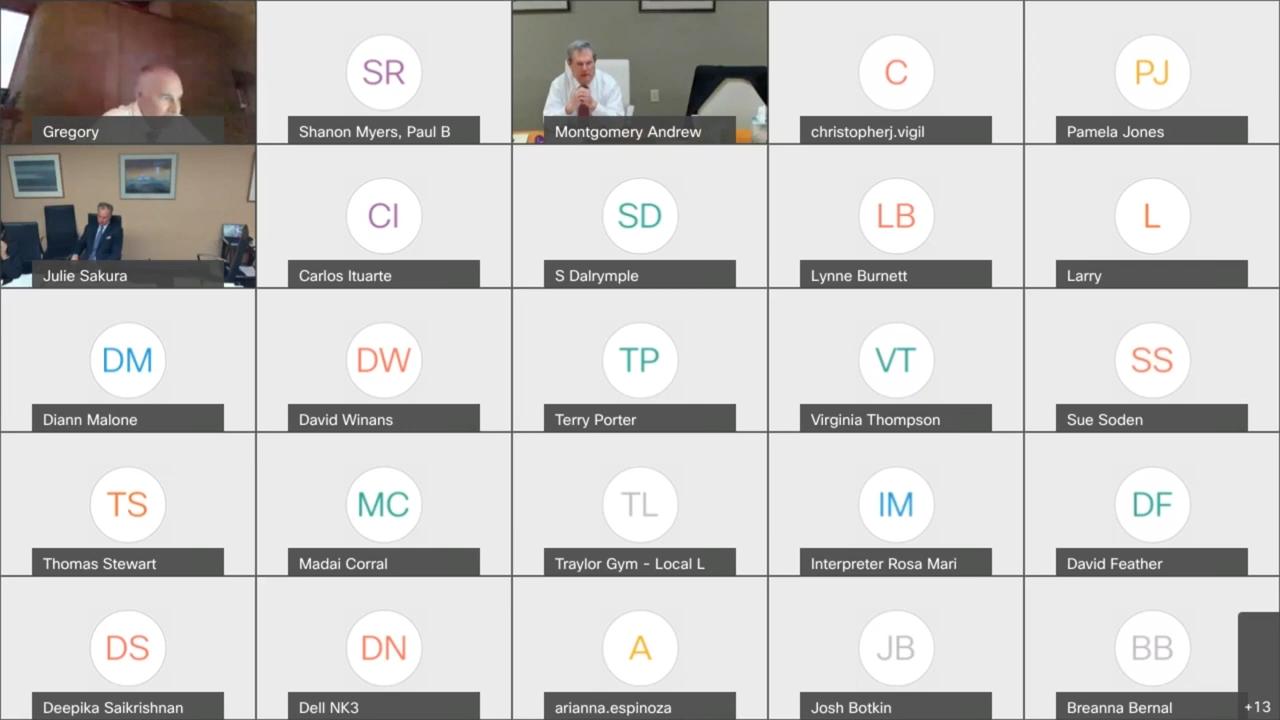 Gregory
SR
Shanon Myers, Paul B
Montgomery Andrew
C
christopherj.vigil
PJ
Pamela Jones
Julie Sakura
CI
Carlos Ituarte
SD
S Dalrymple
LB
Lynne Burnett
L
Larry
DM
Diann Malone
DW
David Winans
TP
Terry Porter
VT
Virginia Thompson
SS
Sue Soden
TS
Thomas Stewart
MC
Madai Corral
TL
Traylor Gym - Local L
IM
Interpreter Rosa Mari
DF
David Feather
DS
Deepika Saikrishnan
DN
Dell NK3
A
arianna.espinoza
JB
Josh Botkin
BB
Breanna Bernal
+13